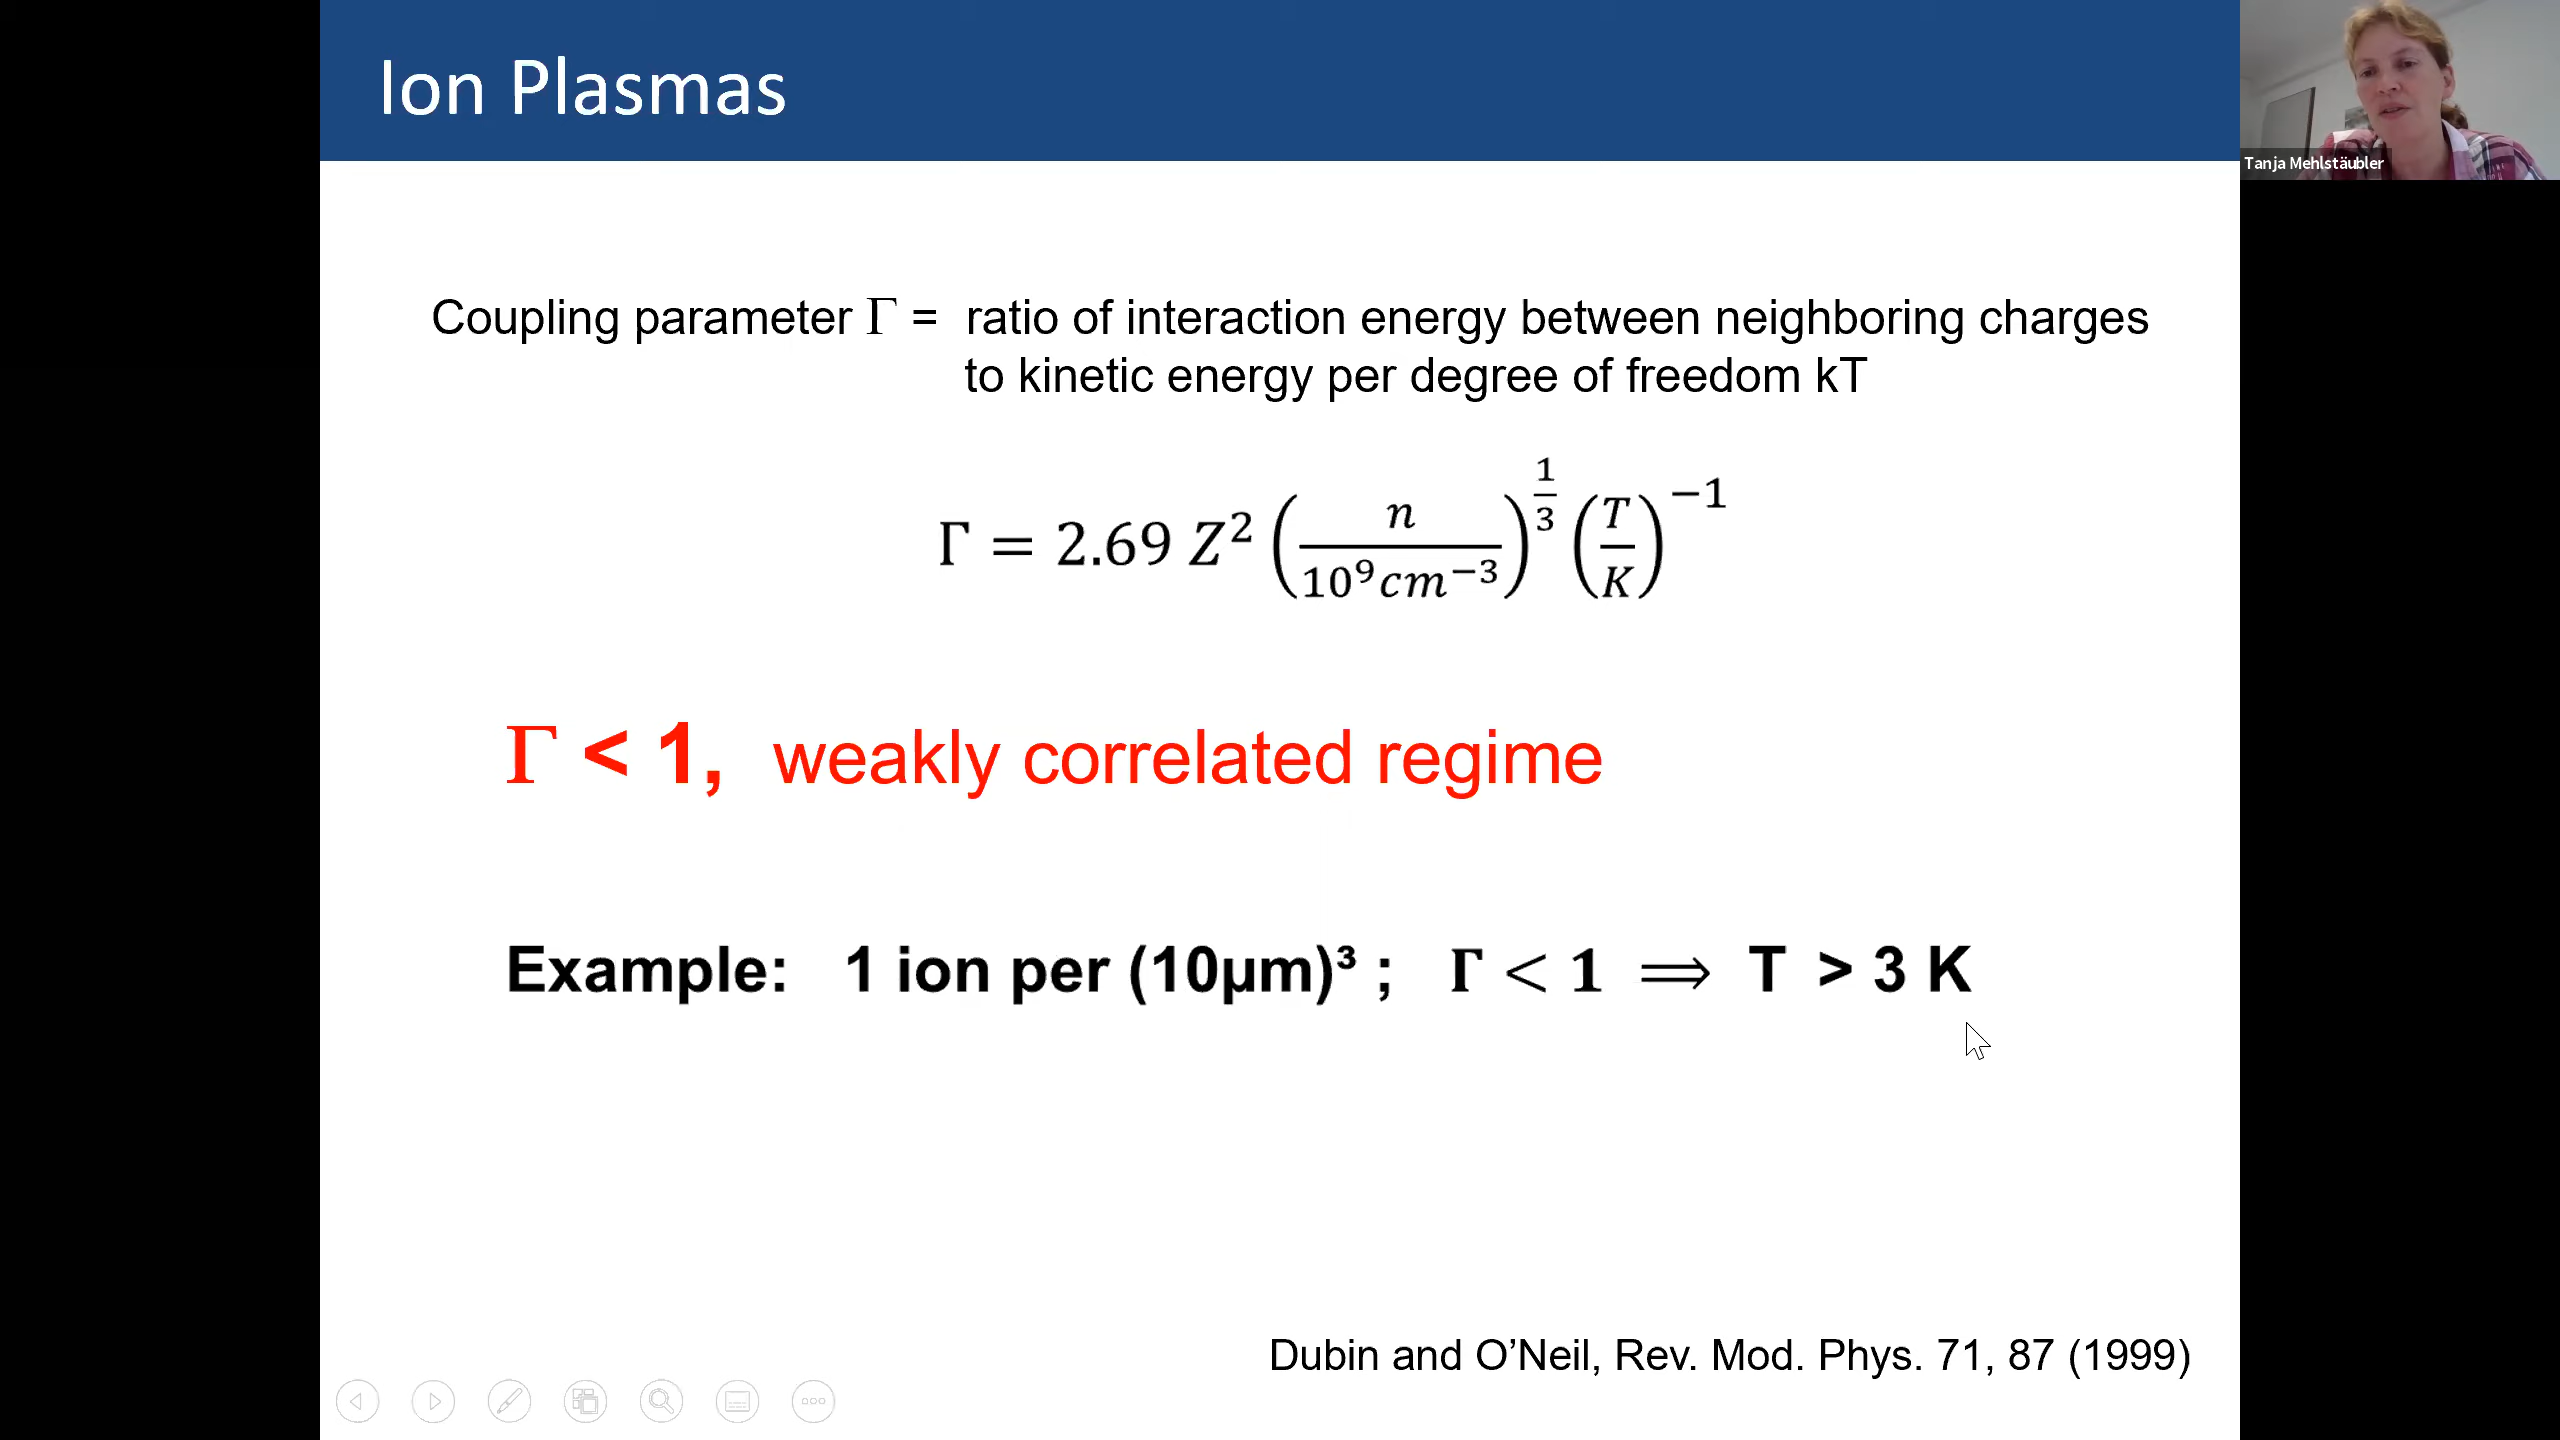 Ion Plasmas
Tanja Mehlstäubler
Coupling parameter Γ = ratio of interaction energy between neighboring charges
to kinetic energy per degree of freedom kT
Γ = 2.69 Z² (n / 10⁹cm⁻³)^(1/3) (T/K)⁻¹
Γ < 1, weakly correlated regime
Example: 1 ion per (10µm)³ ; Γ < 1 ⟹ T > 3 K
Dubin and O’Neil, Rev. Mod. Phys. 71, 87 (1999)